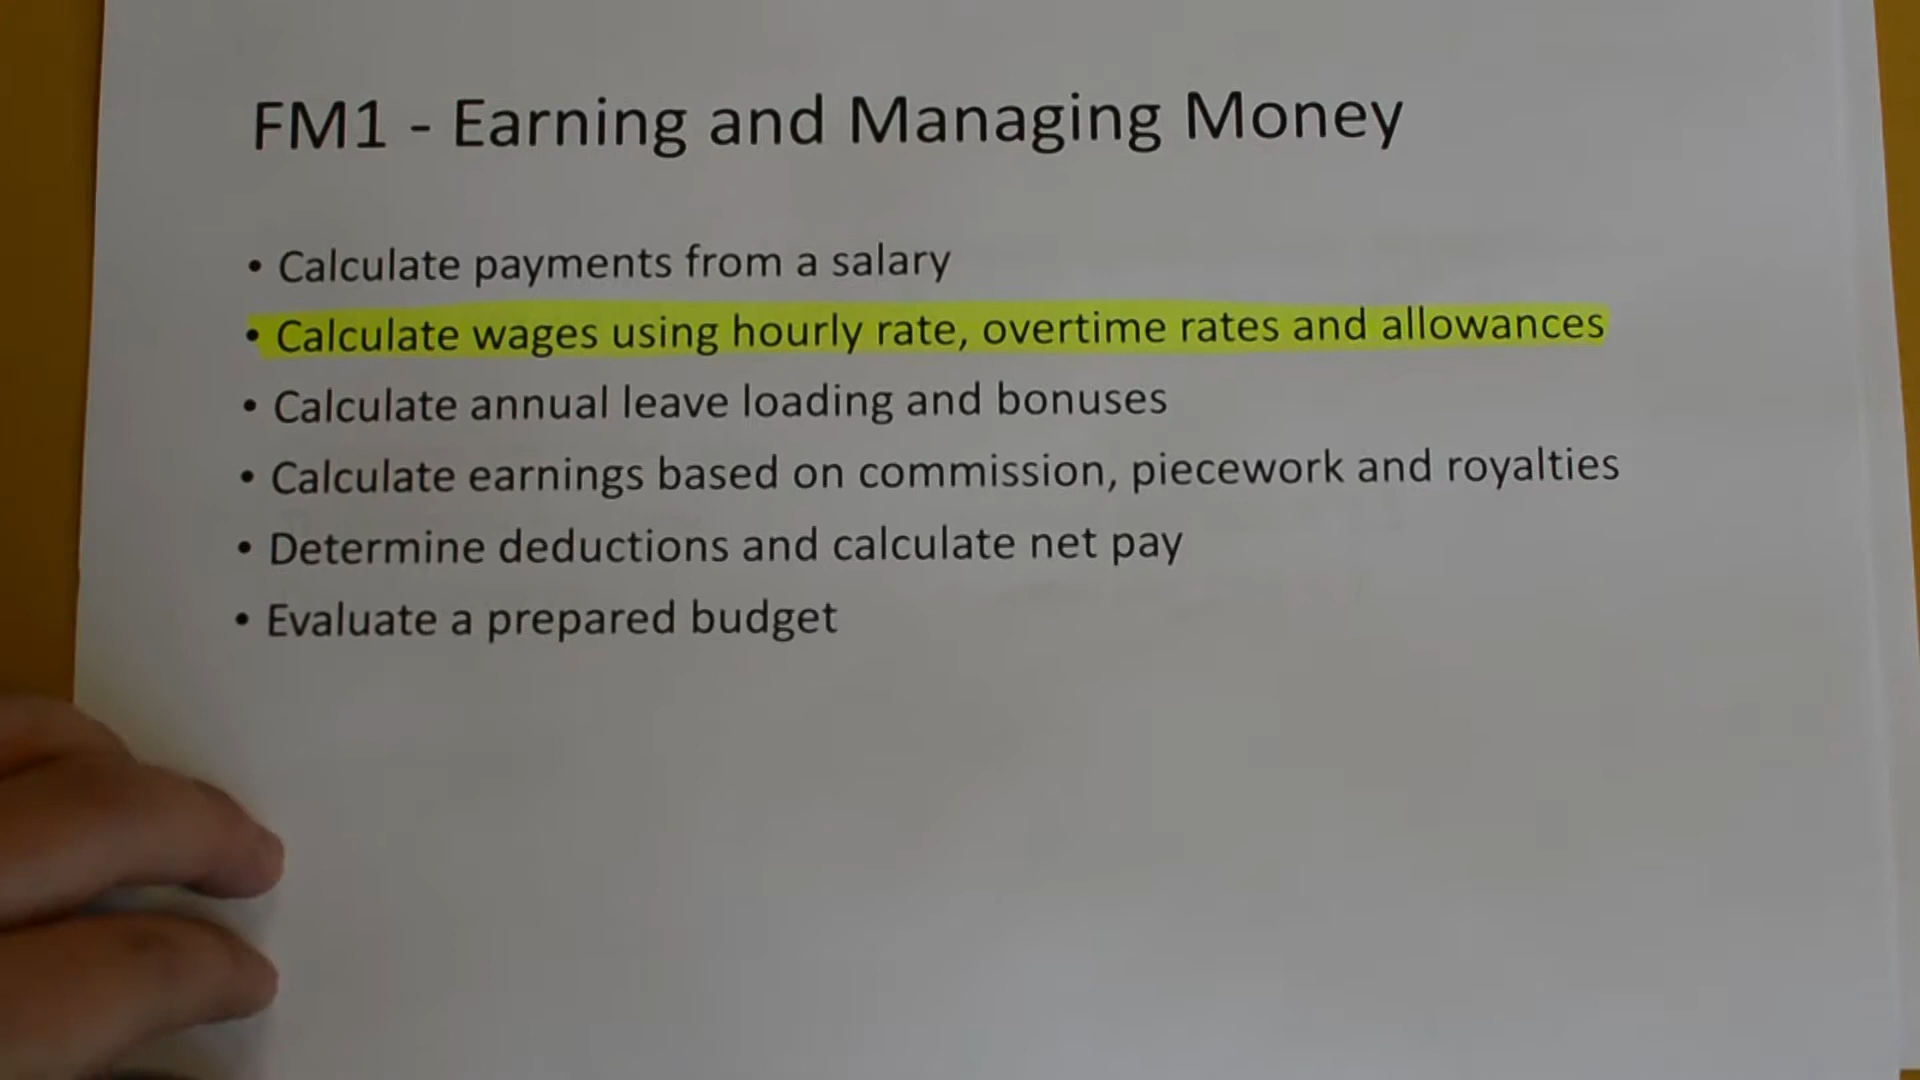 FM1 - Earning and Managing Money
• Calculate payments from a salary
• Calculate wages using hourly rate, overtime rates and allowances
• Calculate annual leave loading and bonuses
• Calculate earnings based on commission, piecework and royalties
• Determine deductions and calculate net pay
• Evaluate a prepared budget